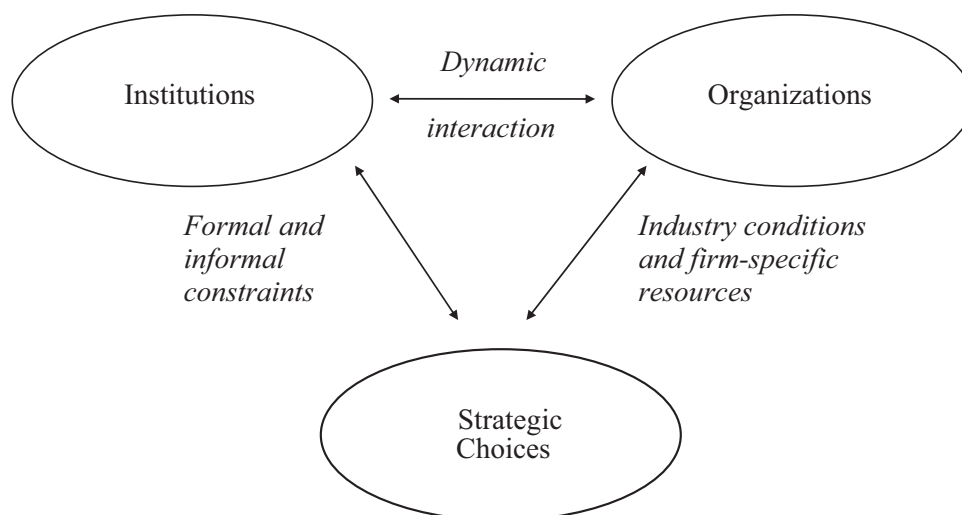 Institutions
Dynamic
interaction
Organizations
Formal and
informal
constraints
Industry conditions
and firm-specific
resources
Strategic
Choices